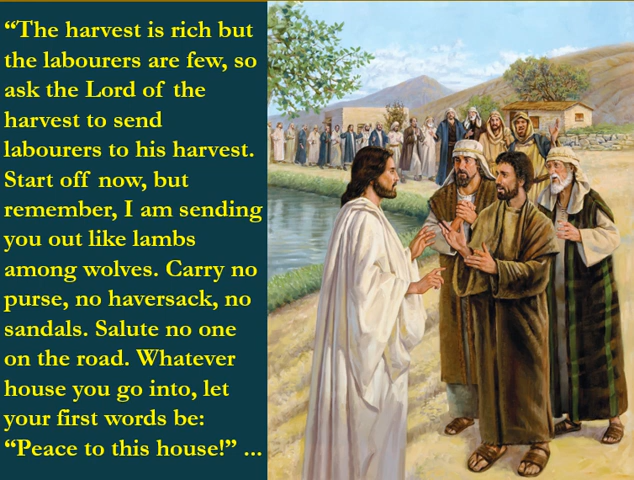 “The harvest is rich but
the labourers are few, so
ask the Lord of the
harvest to send
labourers to his harvest.
Start off now, but
remember, I am sending
you out like lambs
among wolves. Carry no
purse, no haversack, no
sandals. Salute no one
on the road. Whatever
house you go into, let
your first words be:
“Peace to this house!” ...